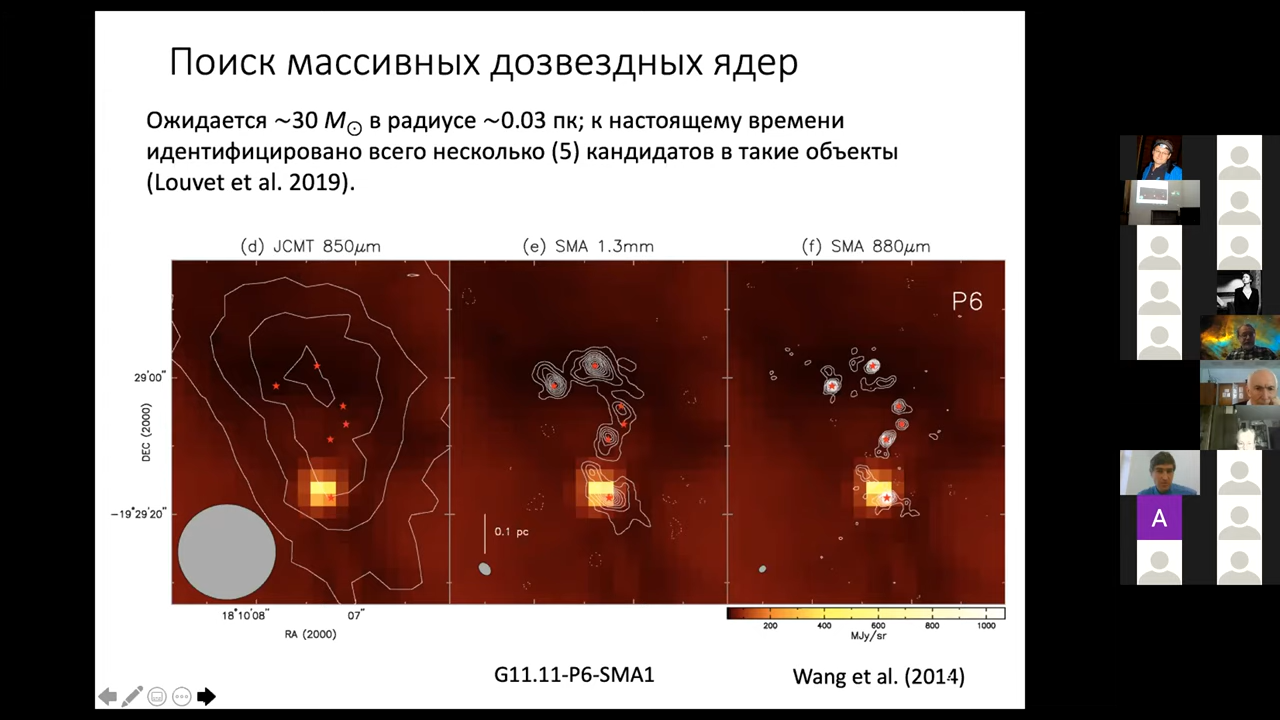 Поиск массивных дозвездных ядер
Ожидается ~30 M⊙ в радиусе ~0.03 пк; к настоящему времени
идентифицировано всего несколько (5) кандидатов в такие объекты
(Louvet et al. 2019).
(d) JCMT 850μm
(e) SMA 1.3mm
(f) SMA 880μm
P6
29'00"
DEC (2000)
-19°29'20"
0.1 pc
18h10m08s
07s
RA (2000)
200 400 600 800 1000
MJy/sr
G11.11-P6-SMA1
Wang et al. (2014)
A